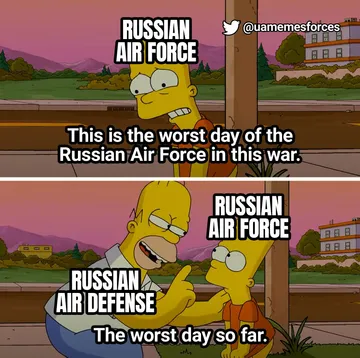 RUSSIAN
AIR FORCE
@uamemesforces
This is the worst day of the
Russian Air Force in this war.
RUSSIAN
AIR FORCE
RUSSIAN
AIR DEFENSE
The worst day so far.